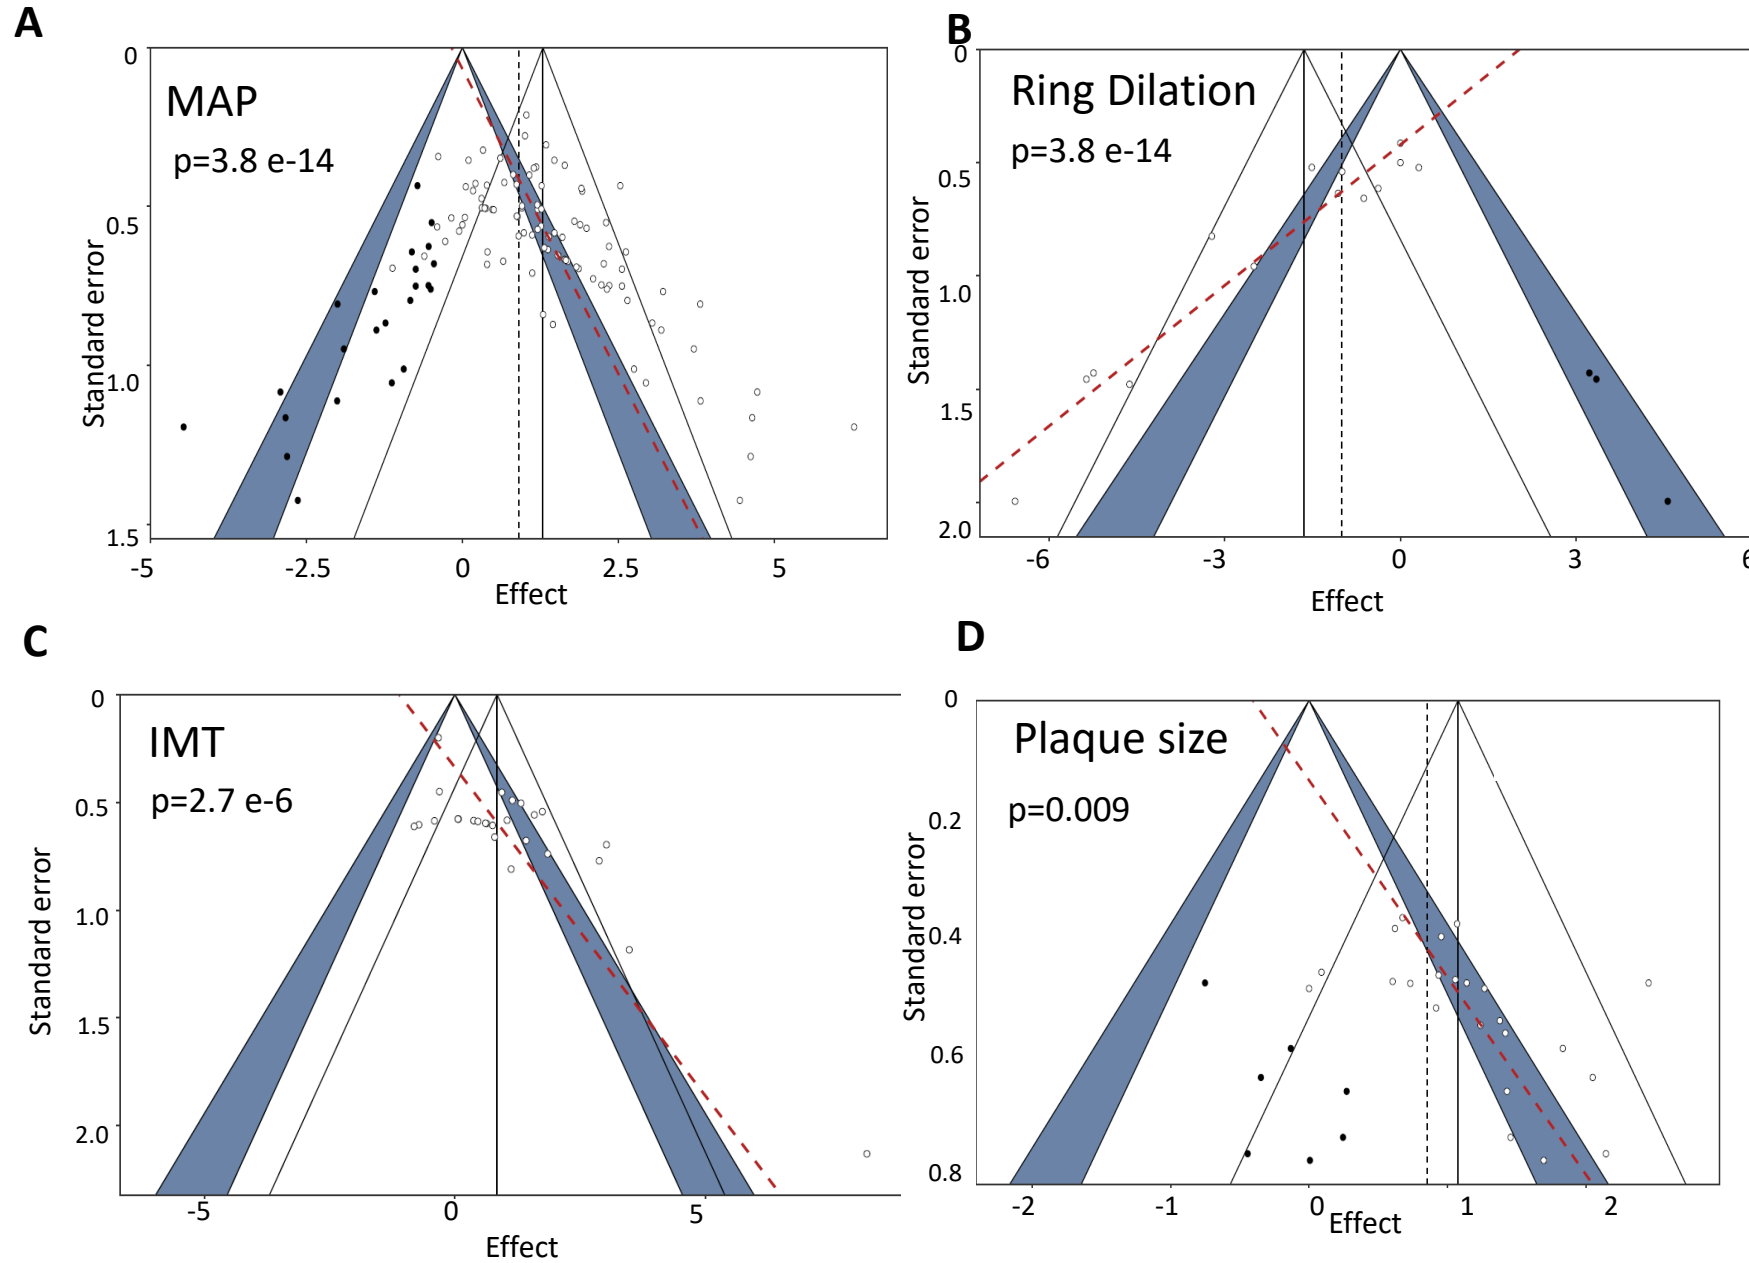 A
MAP
p=3.8 e-14
0
0.5
1.0
1.5
Standard error
-5
-2.5
0
2.5
5
Effect
B
Ring Dilation
p=3.8 e-14
0
0.5
1.0
1.5
2.0
Standard error
-6
-3
0
3
6
Effect
C
IMT
p=2.7 e-6
0
0.5
1.0
1.5
2.0
Standard error
-5
0
5
Effect
D
Plaque size
p=0.009
0
0.2
0.4
0.6
0.8
Standard error
-2
-1
0
1
2
Effect